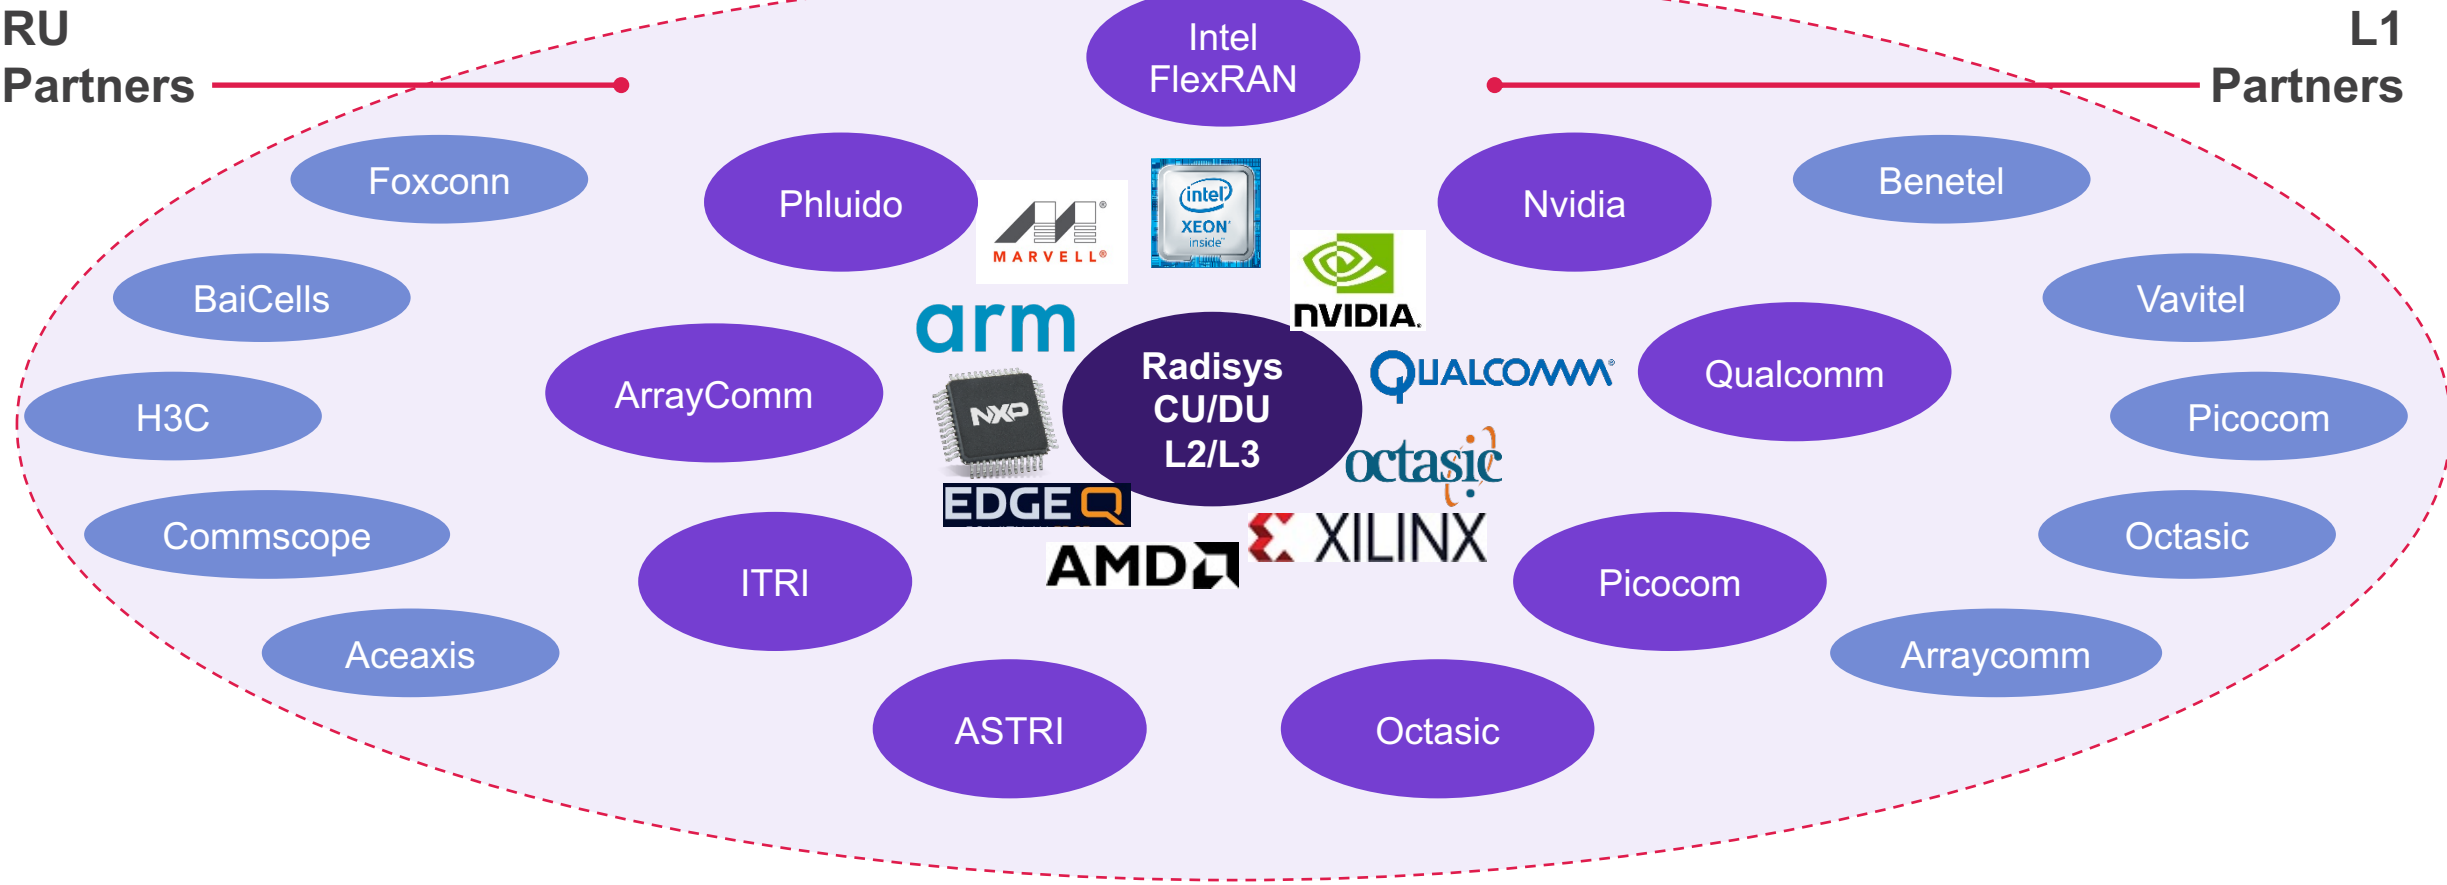 RU
Partners
L1
Partners
Intel
FlexRAN
Foxconn
Phluido
MARVELL®
intel
XEON®
inside™
Nvidia
Benetel
BaiCells
arm
NVIDIA.
Vavitel
H3C
ArrayComm
NXP
Radisys
CU/DU
L2/L3
QUALCOMM®
Qualcomm
Picocom
Commscope
EDGE Q
octasic
Octasic
ITRI
AMD
XILINX
Picocom
Aceaxis
Arraycomm
ASTRI
Octasic